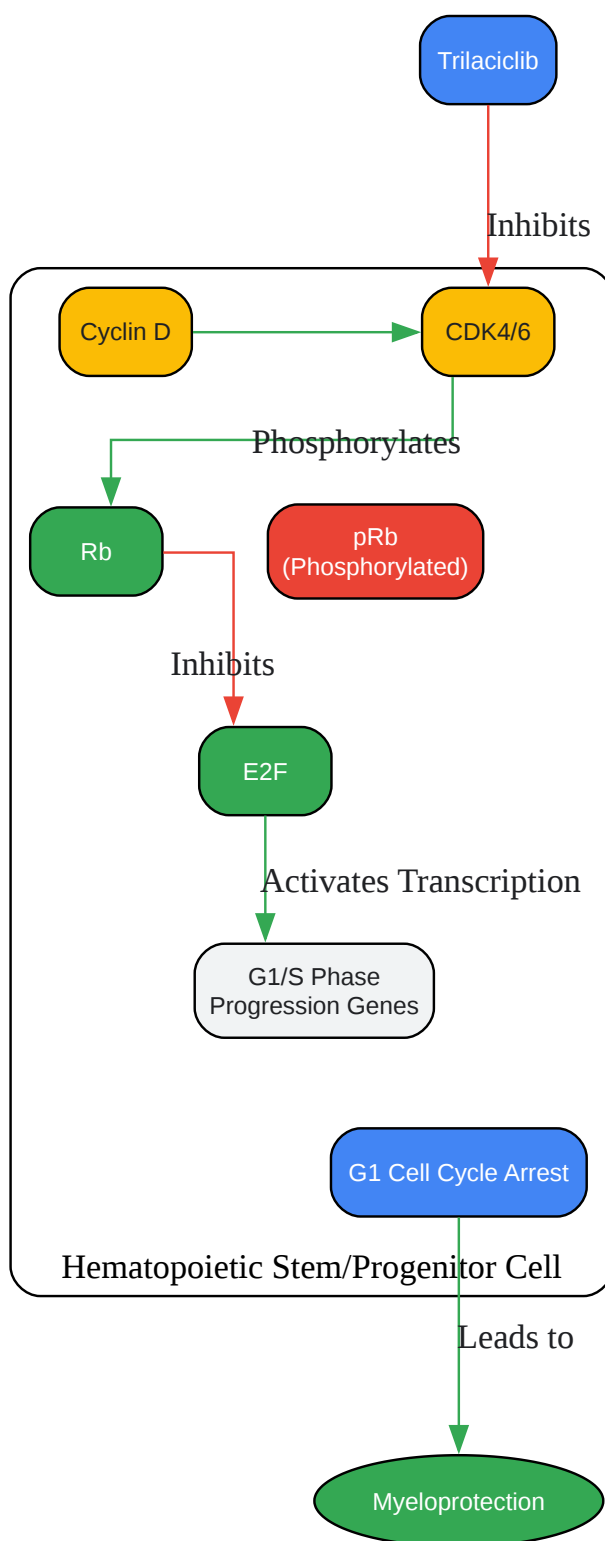 Trilaciclib
Inhibits
Cyclin D
CDK4/6
Phosphorylates
Rb
pRb
(Phosphorylated)
Inhibits
E2F
Activates Transcription
G1/S Phase
Progression Genes
G1 Cell Cycle Arrest
Hematopoietic Stem/Progenitor Cell
Leads to
Myeloprotection